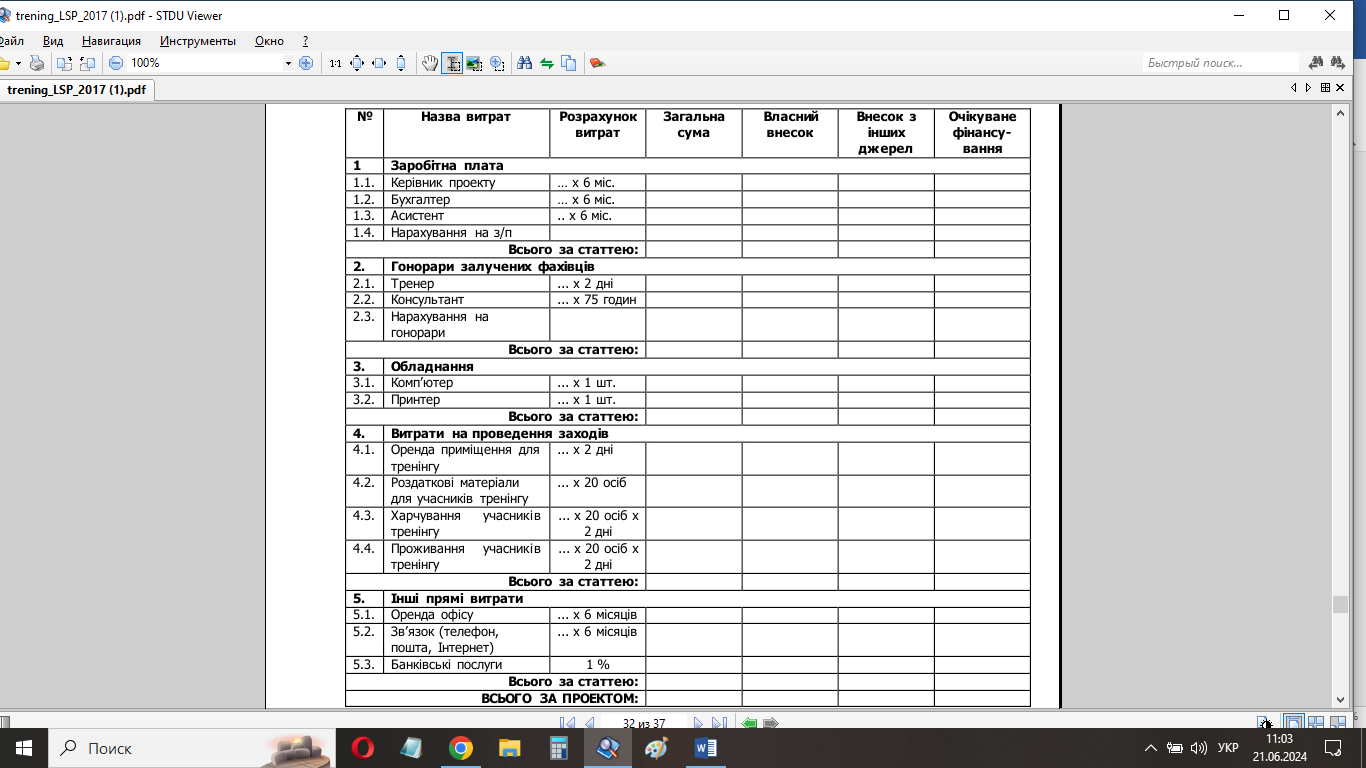 trening_LSP_2017 (1).pdf - STDU Viewer
Файл Вид Навигация Инструменты Окно ?
100% 1:1 Быстрый поиск...
trening_LSP_2017 (1).pdf
№ Назва витрат Розрахунок витрат Загальна сума Власний внесок Внесок з інших джерел Очікуване фінансу-вання
1 Заробітна плата
1.1. Керівник проекту ... х 6 міс.
1.2. Бухгалтер ... х 6 міс.
1.3. Асистент .. х 6 міс.
1.4. Нарахування на з/п
Всього за статтею:
2. Гонорари залучених фахівців
2.1. Тренер ... х 2 дні
2.2. Консультант ... х 75 годин
2.3. Нарахування на
гонорари
Всього за статтею:
3. Обладнання
3.1. Комп’ютер ... х 1 шт.
3.2. Принтер ... х 1 шт.
Всього за статтею:
4. Витрати на проведення заходів
4.1. Оренда приміщення для ... х 2 дні
тренінгу
4.2. Роздаткові матеріали ... х 20 осіб
для учасників тренінгу
4.3. Харчування учасників ... х 20 осіб х
тренінгу 2 дні
4.4. Проживання учасників ... х 20 осіб х
тренінгу 2 дні
Всього за статтею:
5. Інші прямі витрати
5.1. Оренда офісу ... х 6 місяців
5.2. Зв’язок (телефон, ... х 6 місяців
пошта, Інтернет)
5.3. Банківські послуги 1 %
Всього за статтею:
ВСЬОГО ЗА ПРОЕКТОМ:
32 из 37
Поиск УКР 11:03
21.06.2024